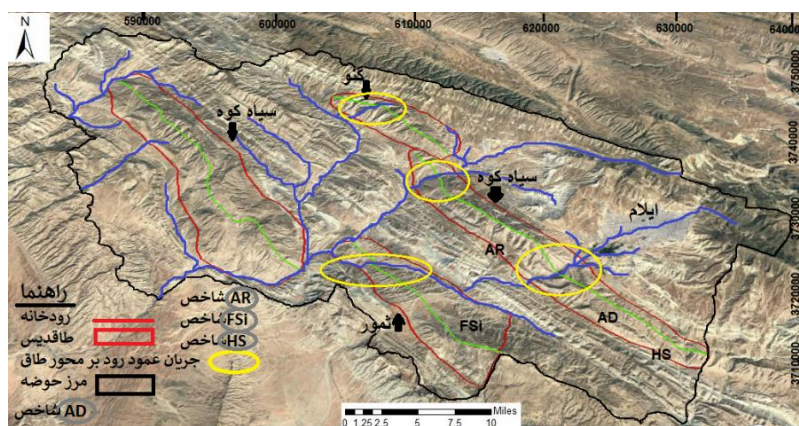 590000 600000 610000 620000 630000 640000
N
3750000
3740000
3730000
3720000
3710000
گنو
سیاه کوه
سیاه کوه
ایلام
AR
AD
HS
FSi
ثمور
راهنما
رودخانه
طاقدیس
جریان عمود رود بر محور طاق
مرز حوضه
شاخص AD
شاخص AR
شاخص FSi
شاخص HS
Miles
0 1.25 2.5 5 7.5 10